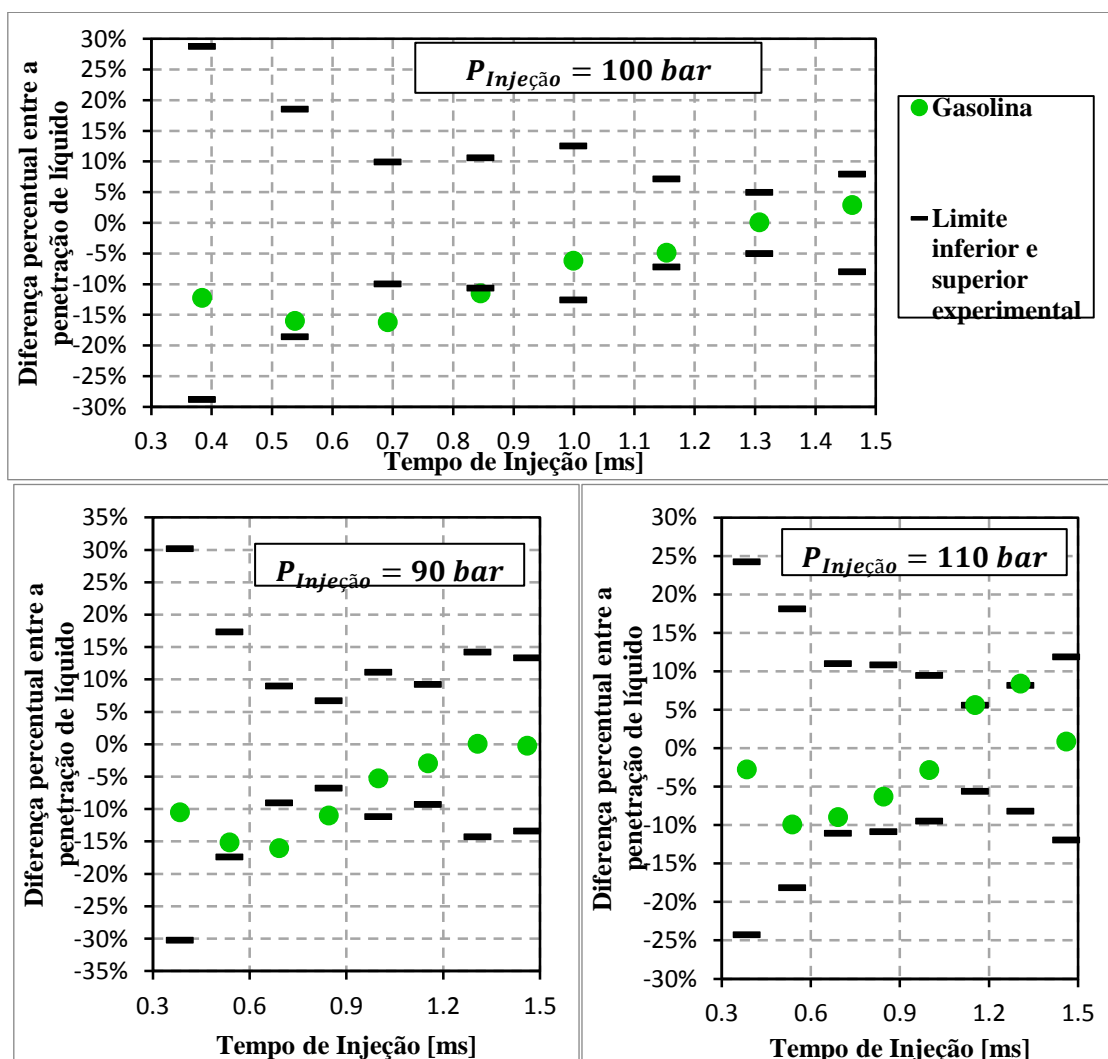 Diferença percentual entre a
penetração de líquido
30%
25%
20%
15%
10%
5%
0%
-5%
-10%
-15%
-20%
-25%
-30%
P_Injeção = 100 bar
0.3 0.4 0.5 0.6 0.7 0.8 0.9 1.0 1.1 1.2 1.3 1.4 1.5
Tempo de Injeção [ms]
Gasolina
Limite
inferior e
superior
experimental
Diferença percentual entre a
penetração de líquido
35%
30%
25%
20%
15%
10%
5%
0%
-5%
-10%
-15%
-20%
-25%
-30%
-35%
P_Injeção = 90 bar
0.3 0.6 0.9 1.2 1.5
Tempo de Injeção [ms]
Diferença percentual entre a
penetração de líquido
30%
25%
20%
15%
10%
5%
0%
-5%
-10%
-15%
-20%
-25%
-30%
P_Injeção = 110 bar
0.3 0.6 0.9 1.2 1.5
Tempo de Injeção [ms]